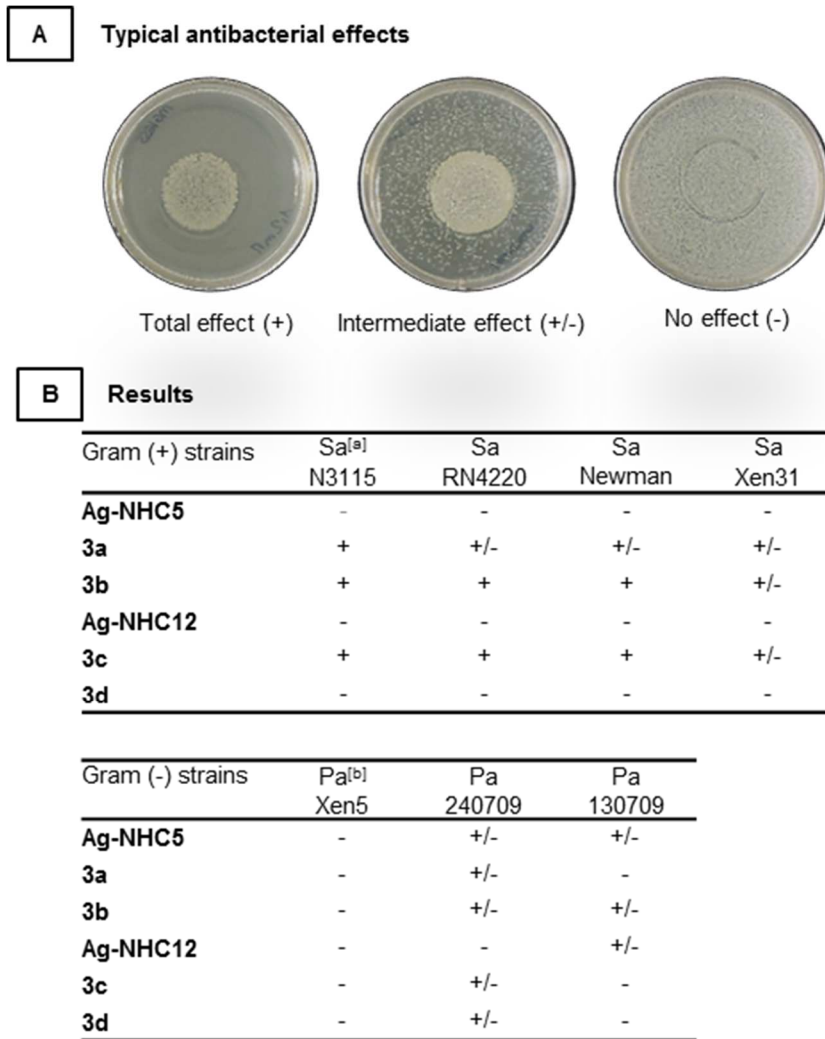 A Typical antibacterial effects
Total effect (+) Intermediate effect (+/-) No effect (-)
B Results
Gram (+) strains Sa[a] Sa Sa Sa
N3115 RN4220 Newman Xen31
Ag-NHC5 - - - -
3a + +/- +/- +/-
3b + + + +/-
Ag-NHC12 - - - -
3c + + + +/-
3d - - - -
Gram (-) strains Pa[b] Pa Pa
Xen5 240709 130709
Ag-NHC5 - +/- +/-
3a - +/- -
3b - +/- +/-
Ag-NHC12 - - +/-
3c - +/- -
3d - +/- -